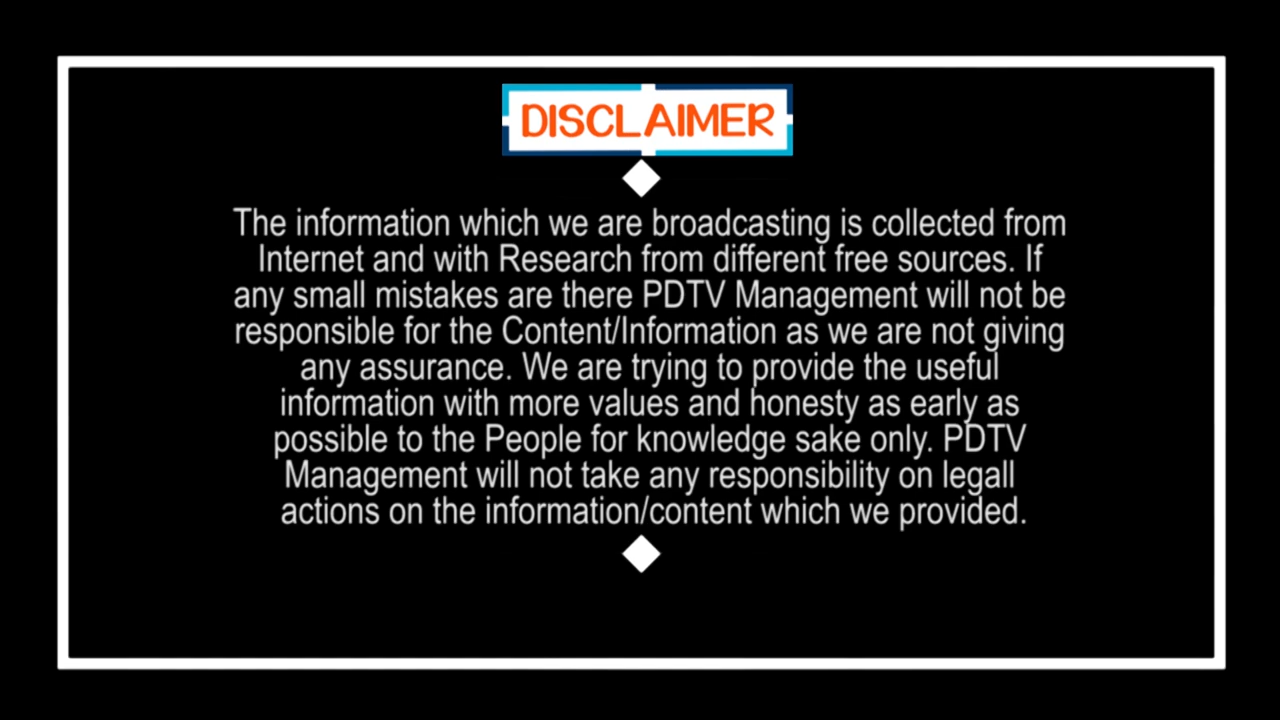 DISCLAIMER
The information which we are broadcasting is collected from
Internet and with Research from different free sources. If
any small mistakes are there PDTV Management will not be
responsible for the Content/Information as we are not giving
any assurance. We are trying to provide the useful
information with more values and honesty as early as
possible to the People for knowledge sake only. PDTV
Management will not take any responsibility on legall
actions on the information/content which we provided.